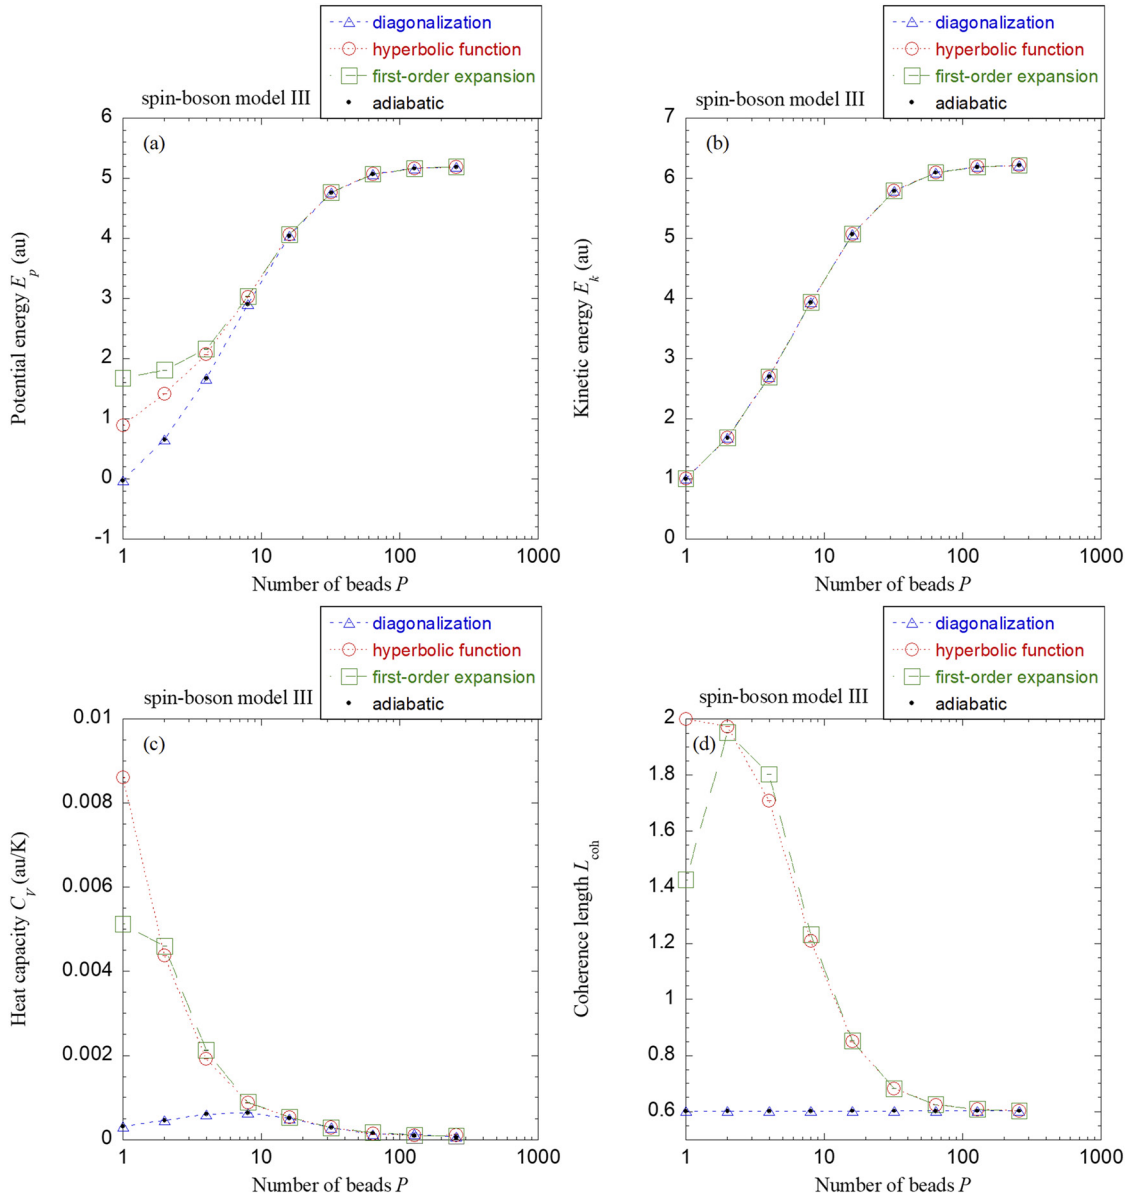 diagonalization
hyperbolic function
first-order expansion
adiabatic
spin-boson model III
(a)
6
5
4
3
2
1
0
-1
Potential energy E_p (au)
1
10
100
1000
Number of beads P
diagonalization
hyperbolic function
first-order expansion
adiabatic
spin-boson model III
(b)
7
6
5
4
3
2
1
0
Kinetic energy E_k (au)
1
10
100
1000
Number of beads P
diagonalization
hyperbolic function
first-order expansion
adiabatic
spin-boson model III
(c)
0.01
0.008
0.006
0.004
0.002
0
Heat capacity C_V (au/K)
1
10
100
1000
Number of beads P
diagonalization
hyperbolic function
first-order expansion
adiabatic
spin-boson model III
(d)
2
1.8
1.6
1.4
1.2
1
0.8
0.6
Coherence length L_coh
1
10
100
1000
Number of beads P